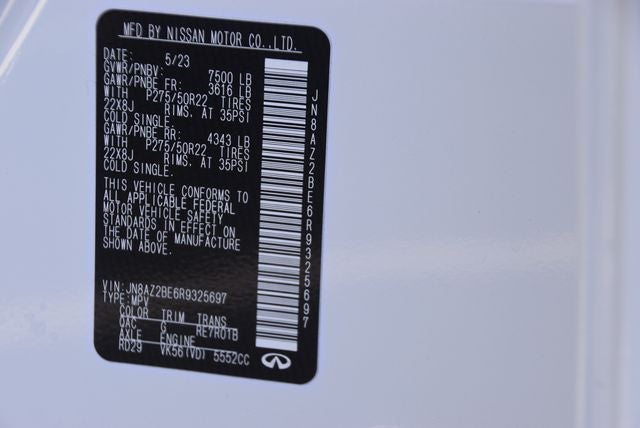 MFD BY NISSAN MOTOR CO.,LTD.
DATE: 5/23
GVWR/PNBV: 7500 LB
GAWR/PNBE FR: 3616 LB
WITH P275/50R22 TIRES
22X8J RIMS. AT 35PSI
COLD SINGLE.
GAWR/PNBE RR: 4343 LB
WITH P275/50R22 TIRES
22X8J RIMS. AT 35PSI
COLD SINGLE.
THIS VEHICLE CONFORMS TO
ALL APPLICABLE FEDERAL
MOTOR VEHICLE SAFETY
STANDARDS IN EFFECT ON
THE DATE OF MANUFACTURE
SHOWN ABOVE.
VIN:JN8AZ2BE6R9325697
TYPE:MPV
COLOR TRIM TRANS
QAC G RE7R01B
AXLE ENGINE
RD29 VK56(VD) 5552CC
JN8AZ2BE6R9325697